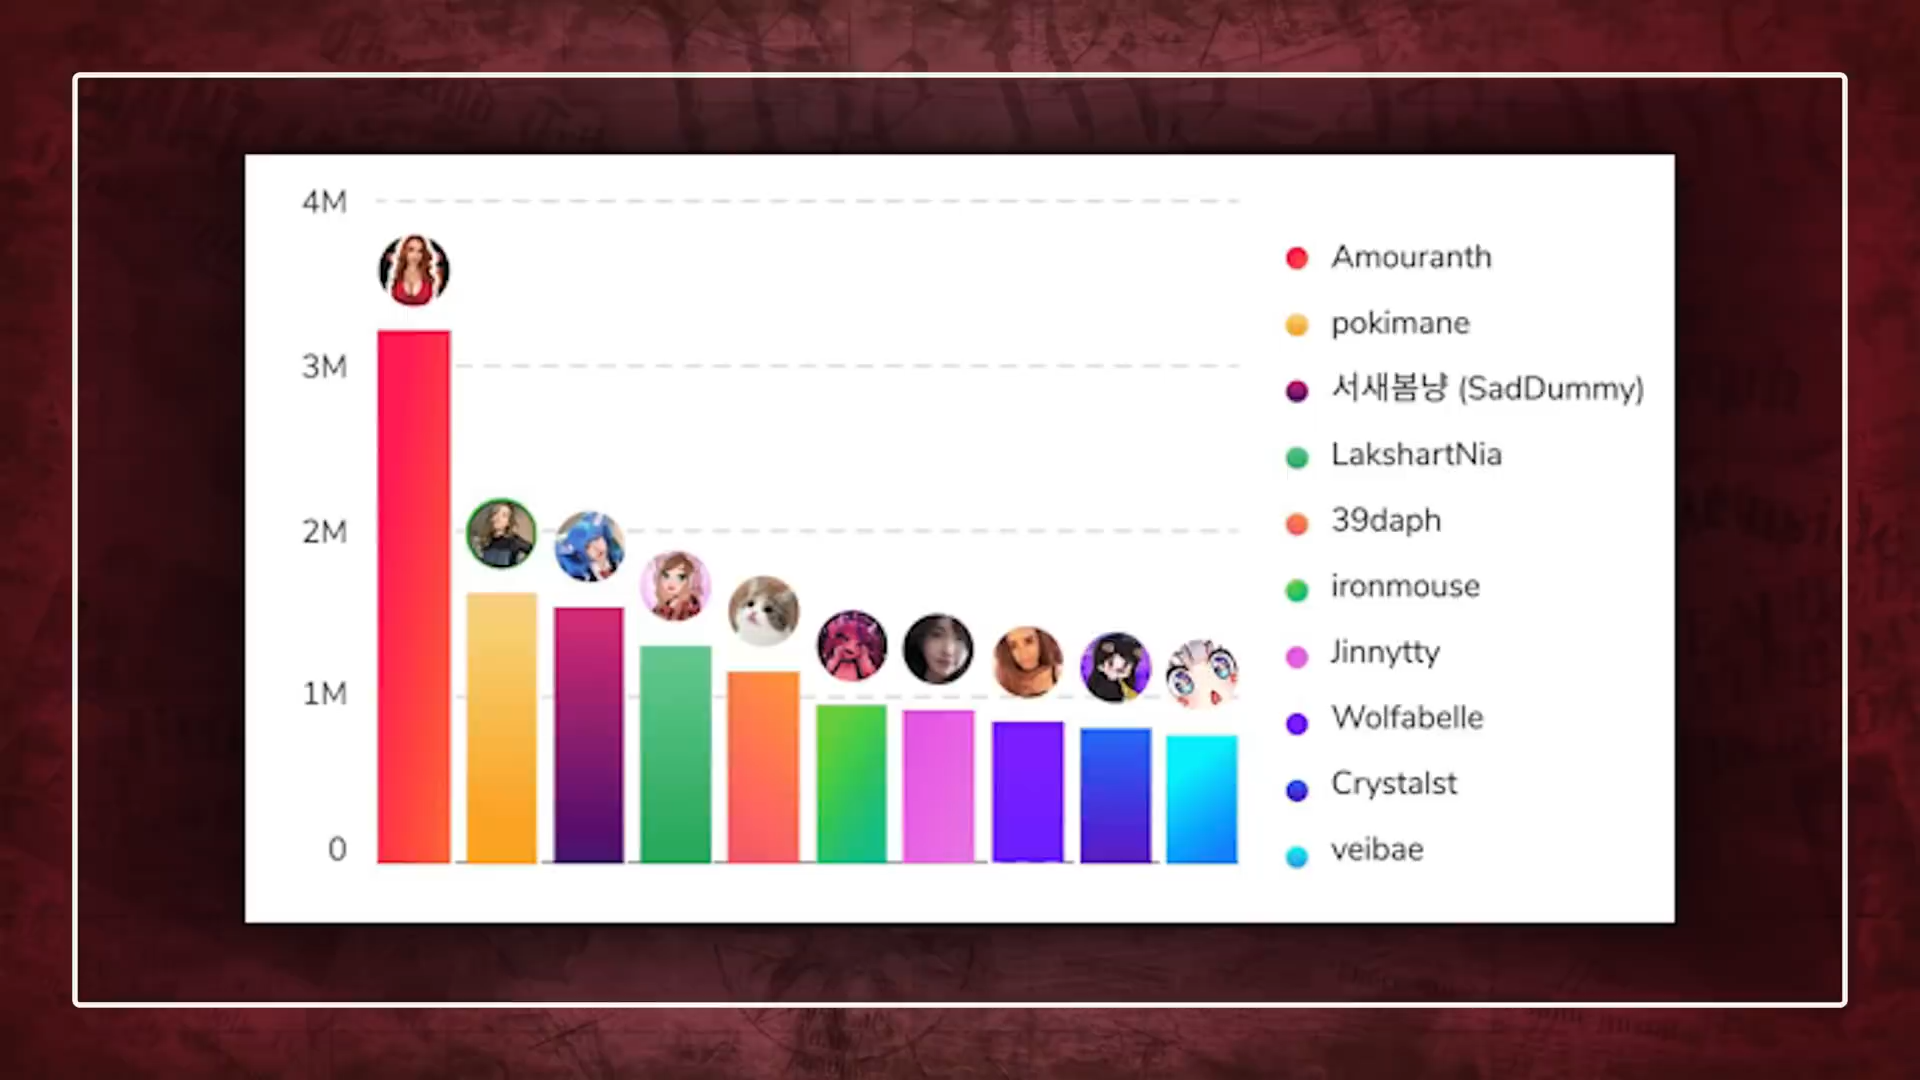 4M
3M
2M
1M
0
Amouranth
pokimane
서새봄냥 (SadDummy)
LakshartNia
39daph
ironmouse
Jinnytty
Wolfabelle
Crystalst
veibae